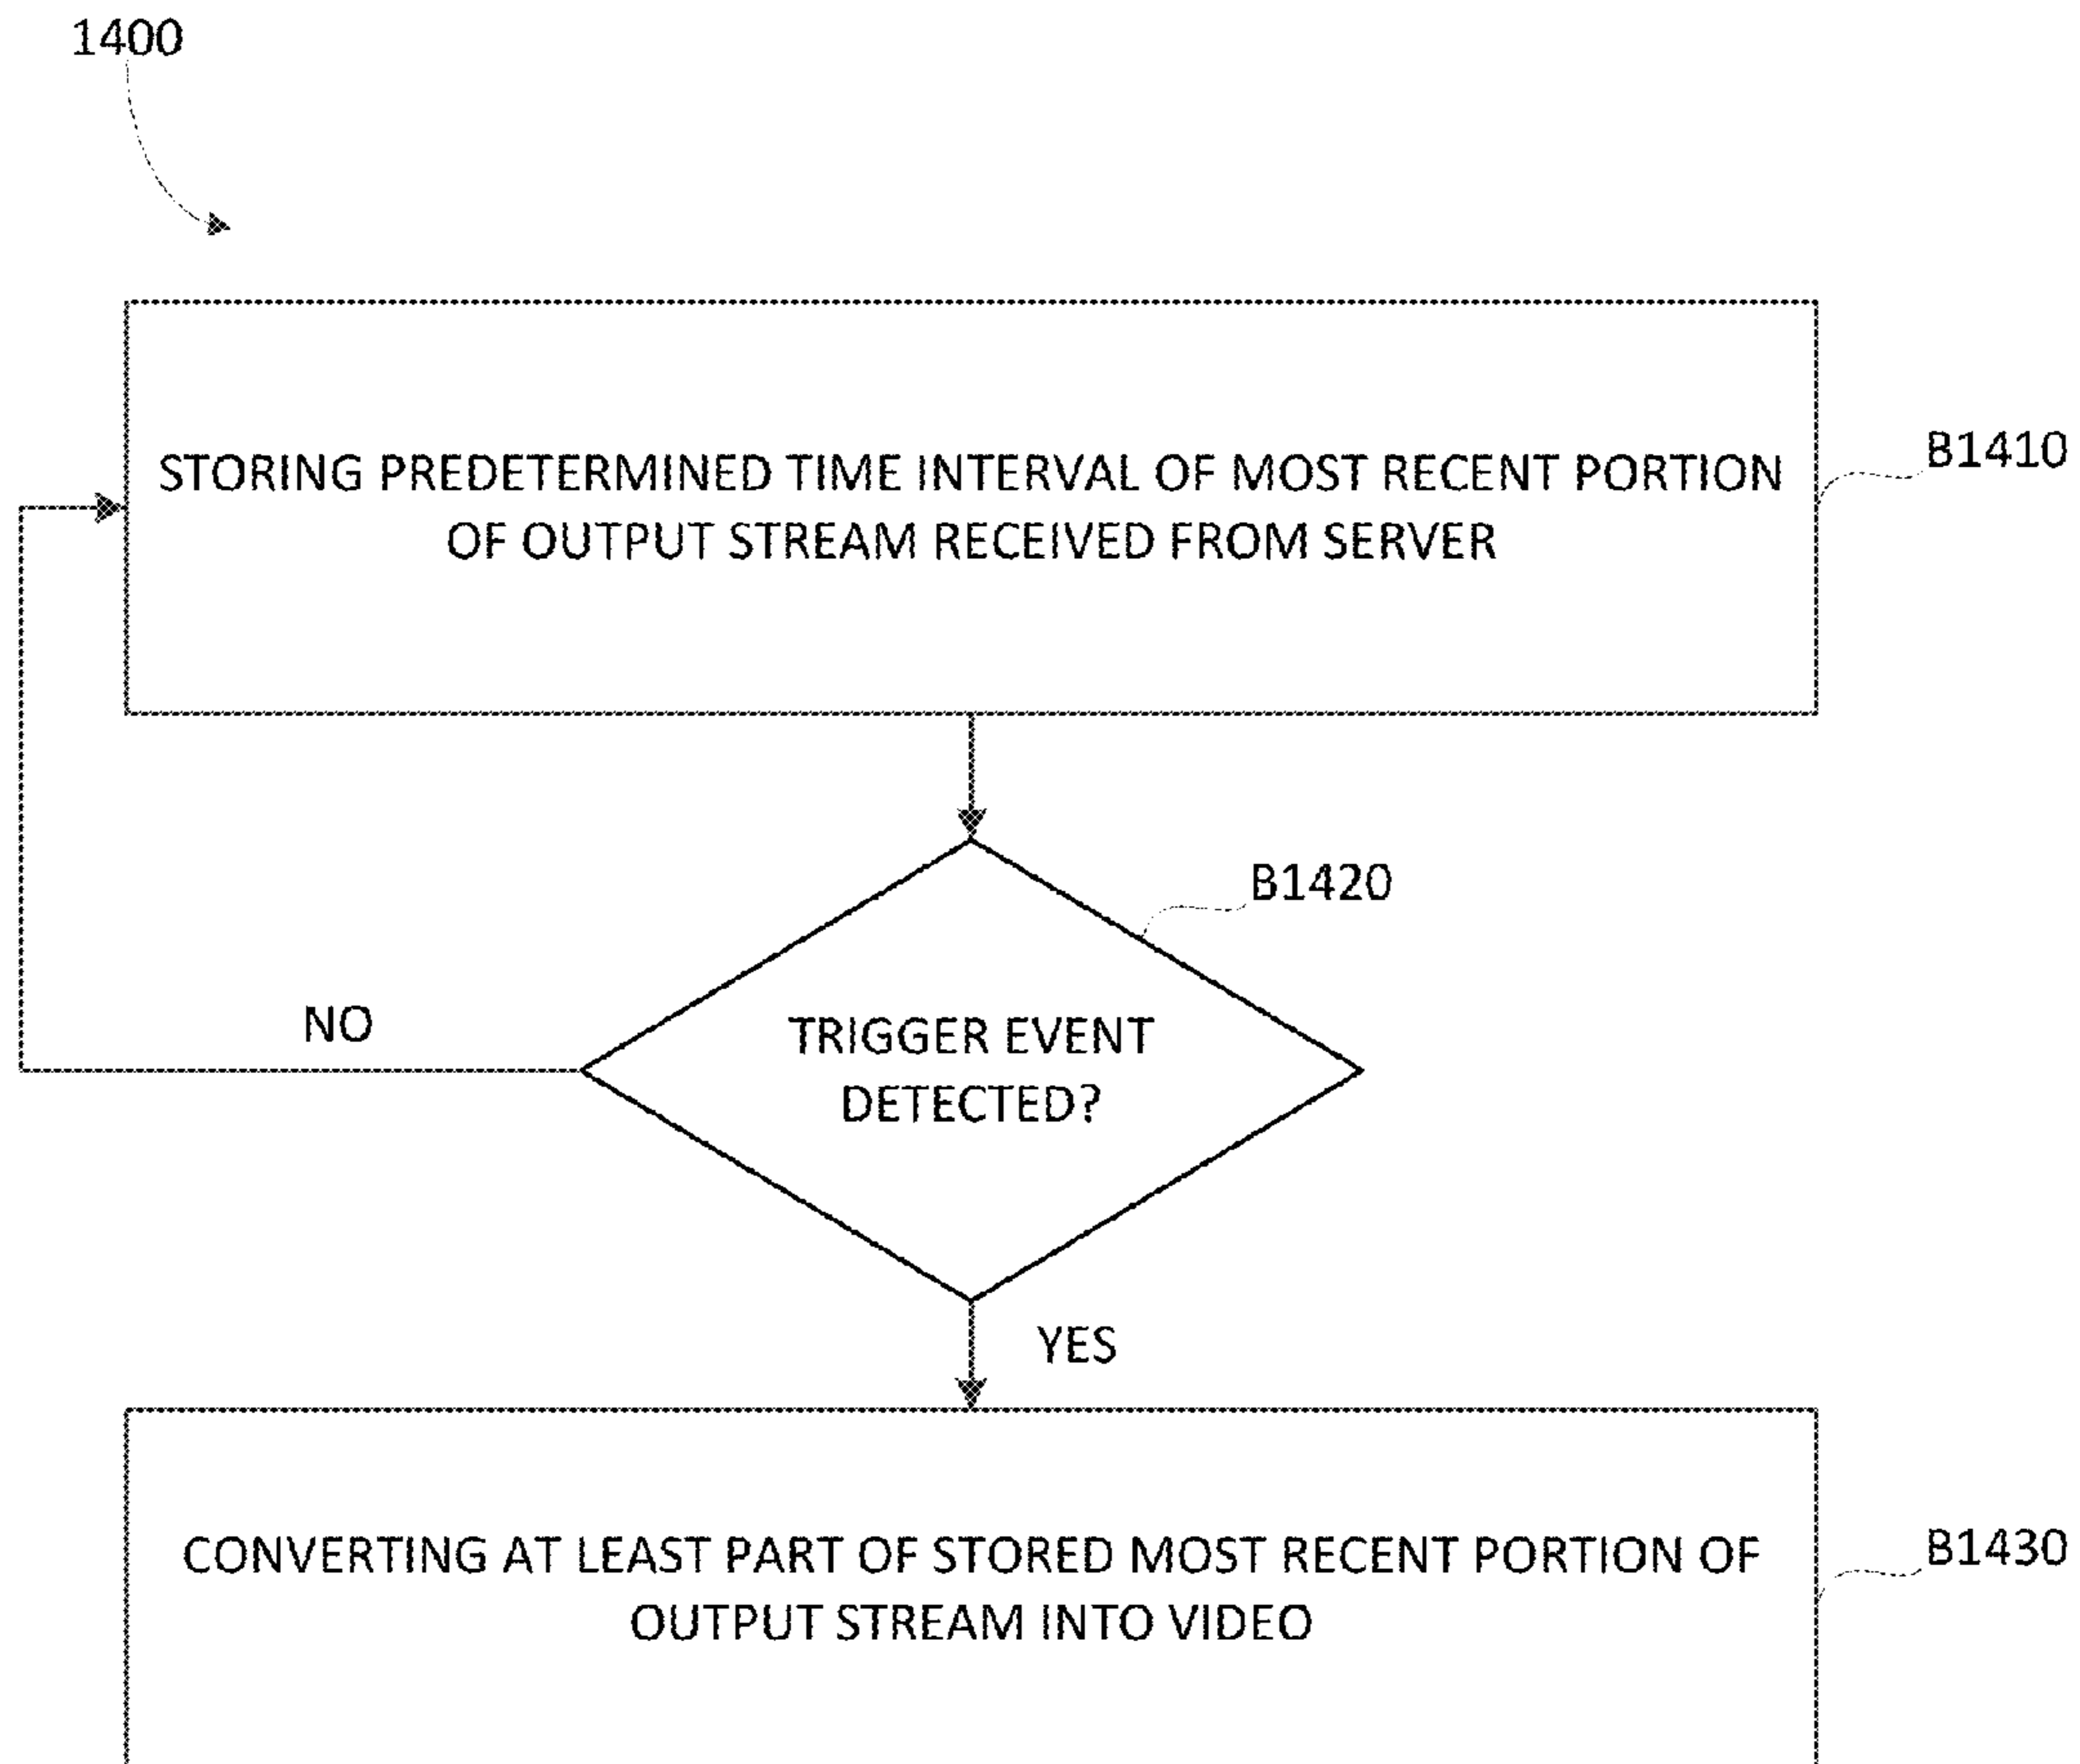 1400
STORING PREDETERMINED TIME INTERVAL OF MOST RECENT PORTION
OF OUTPUT STREAM RECEIVED FROM SERVER
B1410
B1420
TRIGGER EVENT
DETECTED?
NO
YES
CONVERTING AT LEAST PART OF STORED MOST RECENT PORTION OF
OUTPUT STREAM INTO VIDEO
B1430